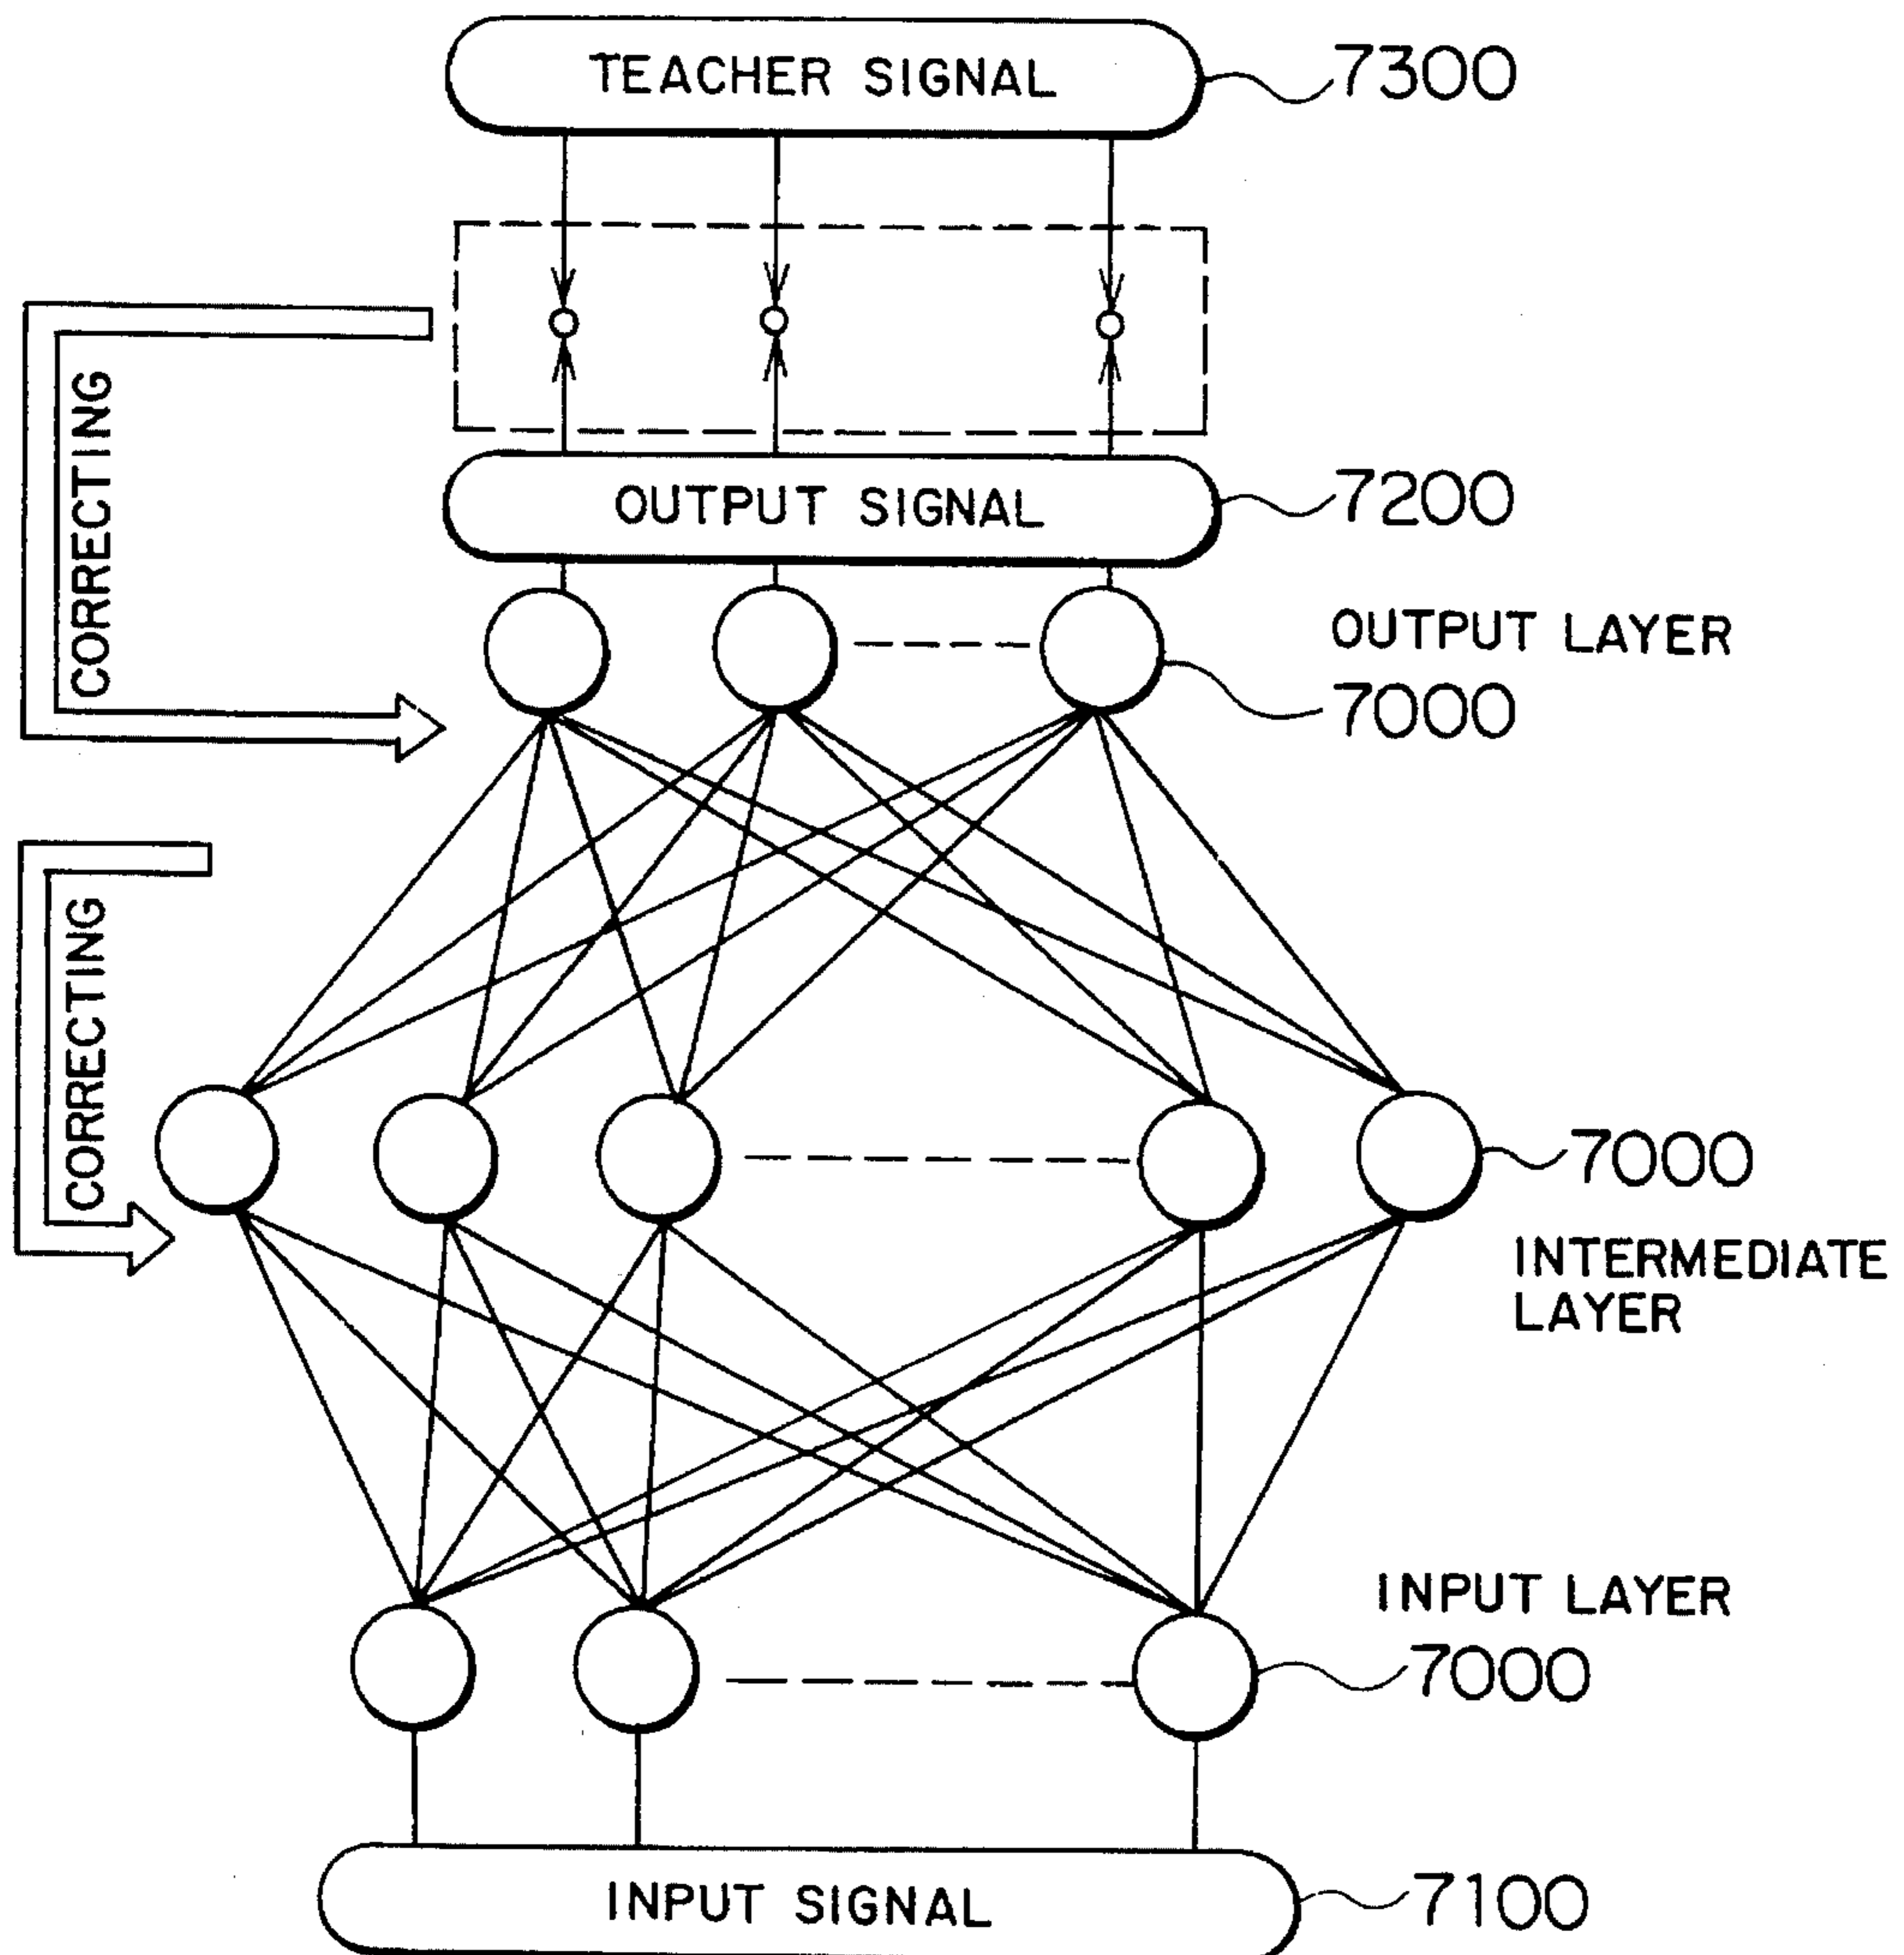 TEACHER SIGNAL
7300
CORRECTING
OUTPUT SIGNAL
7200
OUTPUT LAYER
7000
CORRECTING
7000
INTERMEDIATE
LAYER
INPUT LAYER
7000
INPUT SIGNAL
7100